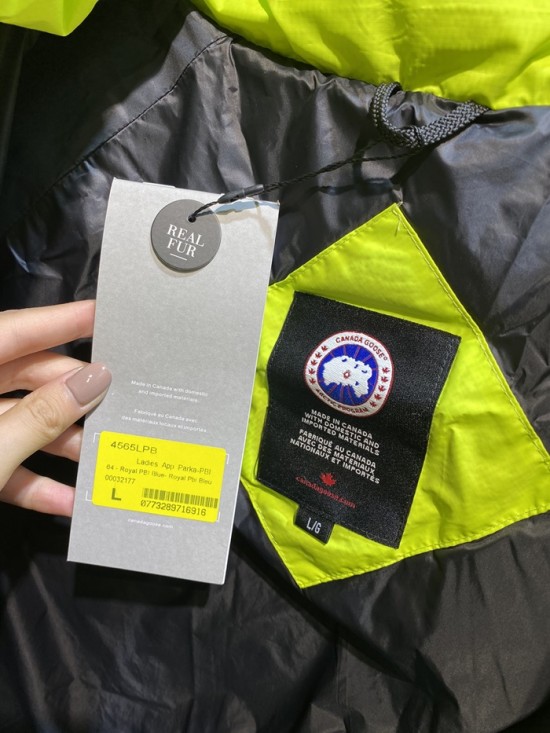 REAL
FUR
Made in Canada with domestic
and imported materials.
Fabriqué au Canada avec
des matériaux locaux et importés.
4565LPB
Ladies App Parka-PBI
64 - Royal PBI Blue- Royal Pbi Bleu
00032177
L
0773289716916
canadagoose.com
CANADA GOOSE®
ARCTIC PROGRAM
MADE IN CANADA
WITH DOMESTIC AND
IMPORTED MATERIALS
FABRIQUÉ AU CANADA
AVEC DES MATÉRIAUX
NATIONAUX ET IMPORTÉS
canadagoose.com
L/G